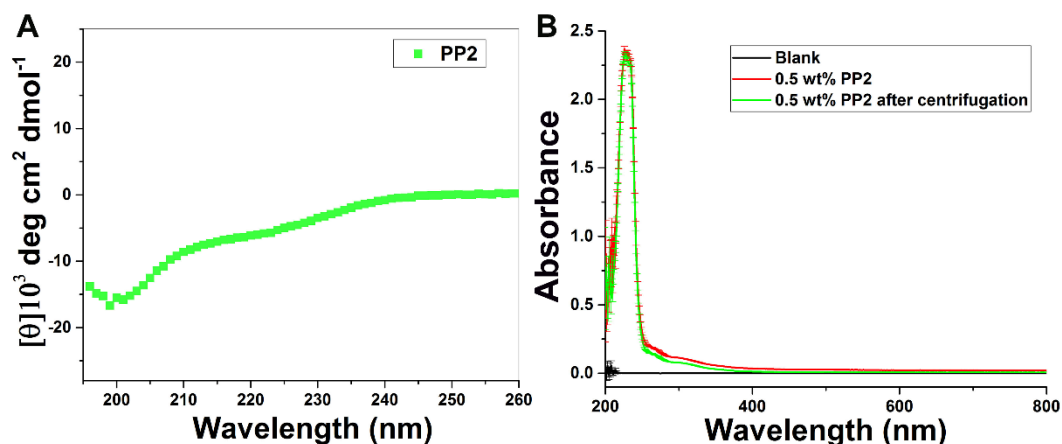 A
PP2
[θ]10³ deg cm² dmol⁻¹
20
10
0
-10
-20
200
210
220
230
240
250
260
Wavelength (nm)
B
Blank
0.5 wt% PP2
0.5 wt% PP2 after centrifugation
Absorbance
2.5
2.0
1.5
1.0
0.5
0.0
200
400
600
800
Wavelength (nm)